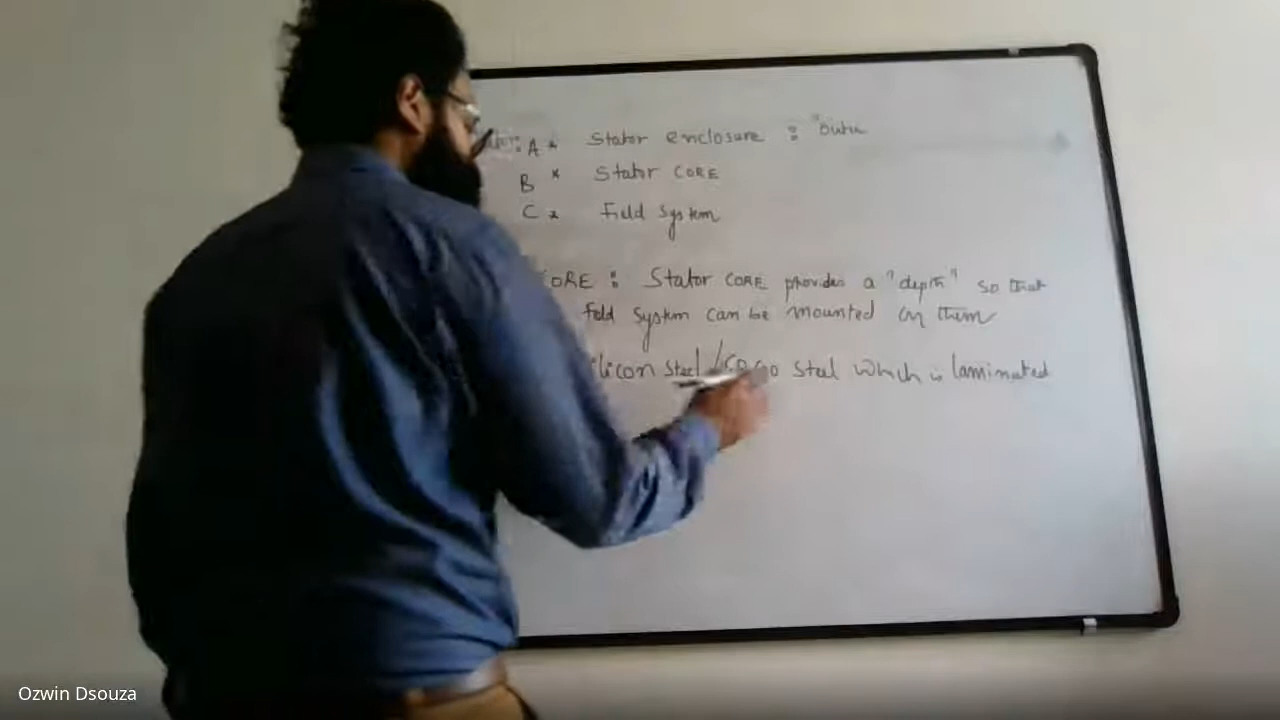 A * Stator enclosure : "Outer
B * Stator CORE
C * Field System
CORE : Stator CORE provides a "depth" so that
field System can be mounted on them
silicon Steel / CRGO Steel which is laminated
Ozwin Dsouza